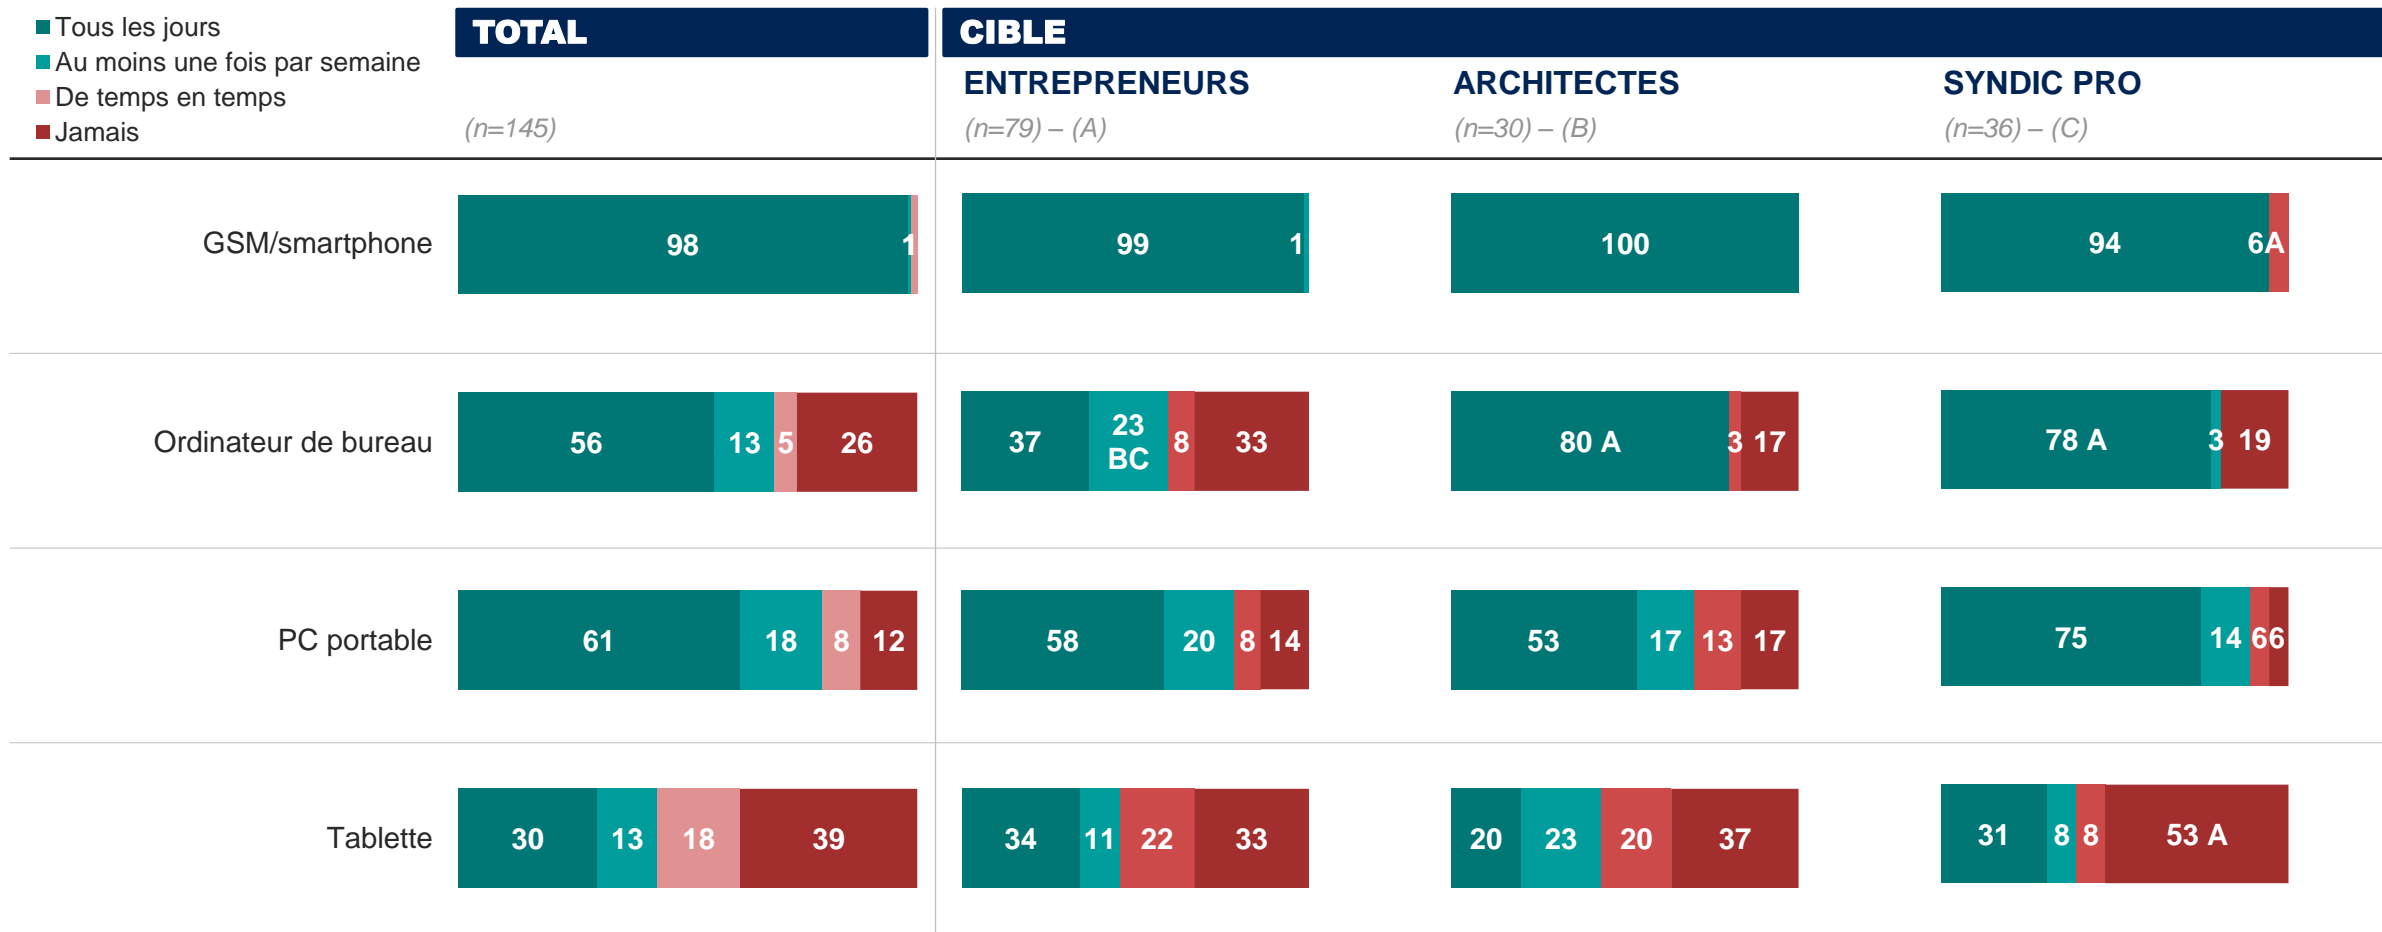 Tous les jours
Au moins une fois par semaine
De temps en temps
Jamais
TOTAL
(n=145)
CIBLE
ENTREPRENEURS
(n=79) – (A)
ARCHITECTES
(n=30) – (B)
SYNDIC PRO
(n=36) – (C)
GSM/smartphone
98 1
99 1
100
94 6A
Ordinateur de bureau
56 13 5 26
37 23 8 33
BC
80 A 3 17
78 A 3 19
PC portable
61 18 8 12
58 20 8 14
53 17 13 17
75 14 6 6
Tablette
30 13 18 39
34 11 22 33
20 23 20 37
31 8 8 53 A